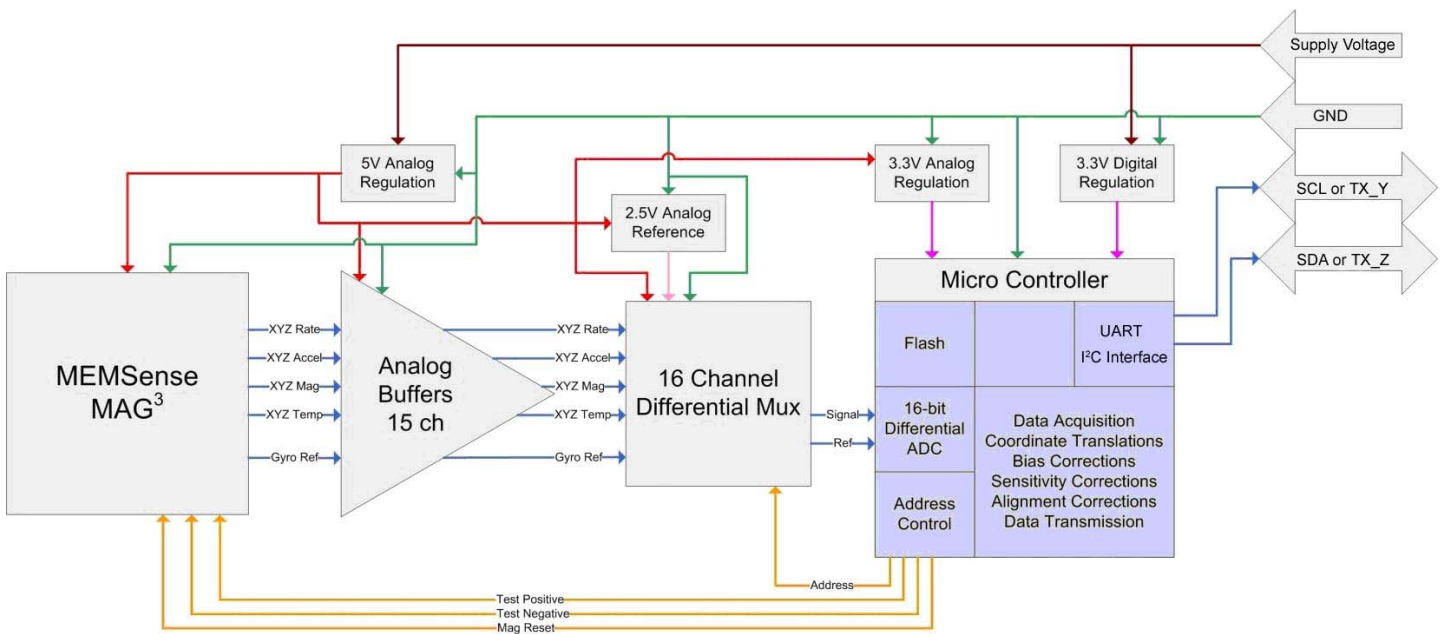 Supply Voltage
GND
5V Analog
Regulation
3.3V Analog
Regulation
3.3V Digital
Regulation
SCL or TX_Y
2.5V Analog
Reference
SDA or TX_Z
Micro Controller
MEMSense
MAG³
XYZ Rate
XYZ Accel
XYZ Mag
XYZ Temp
Gyro Ref
Analog
Buffers
15 ch
XYZ Rate
XYZ Accel
XYZ Mag
XYZ Temp
Gyro Ref
16 Channel
Differential Mux
Signal
Ref
Flash
UART
I²C Interface
16-bit
Differential
ADC
Data Acquisition
Coordinate Translations
Bias Corrections
Sensitivity Corrections
Alignment Corrections
Data Transmission
Address
Control
Address
Test Positive
Test Negative
Mag Reset